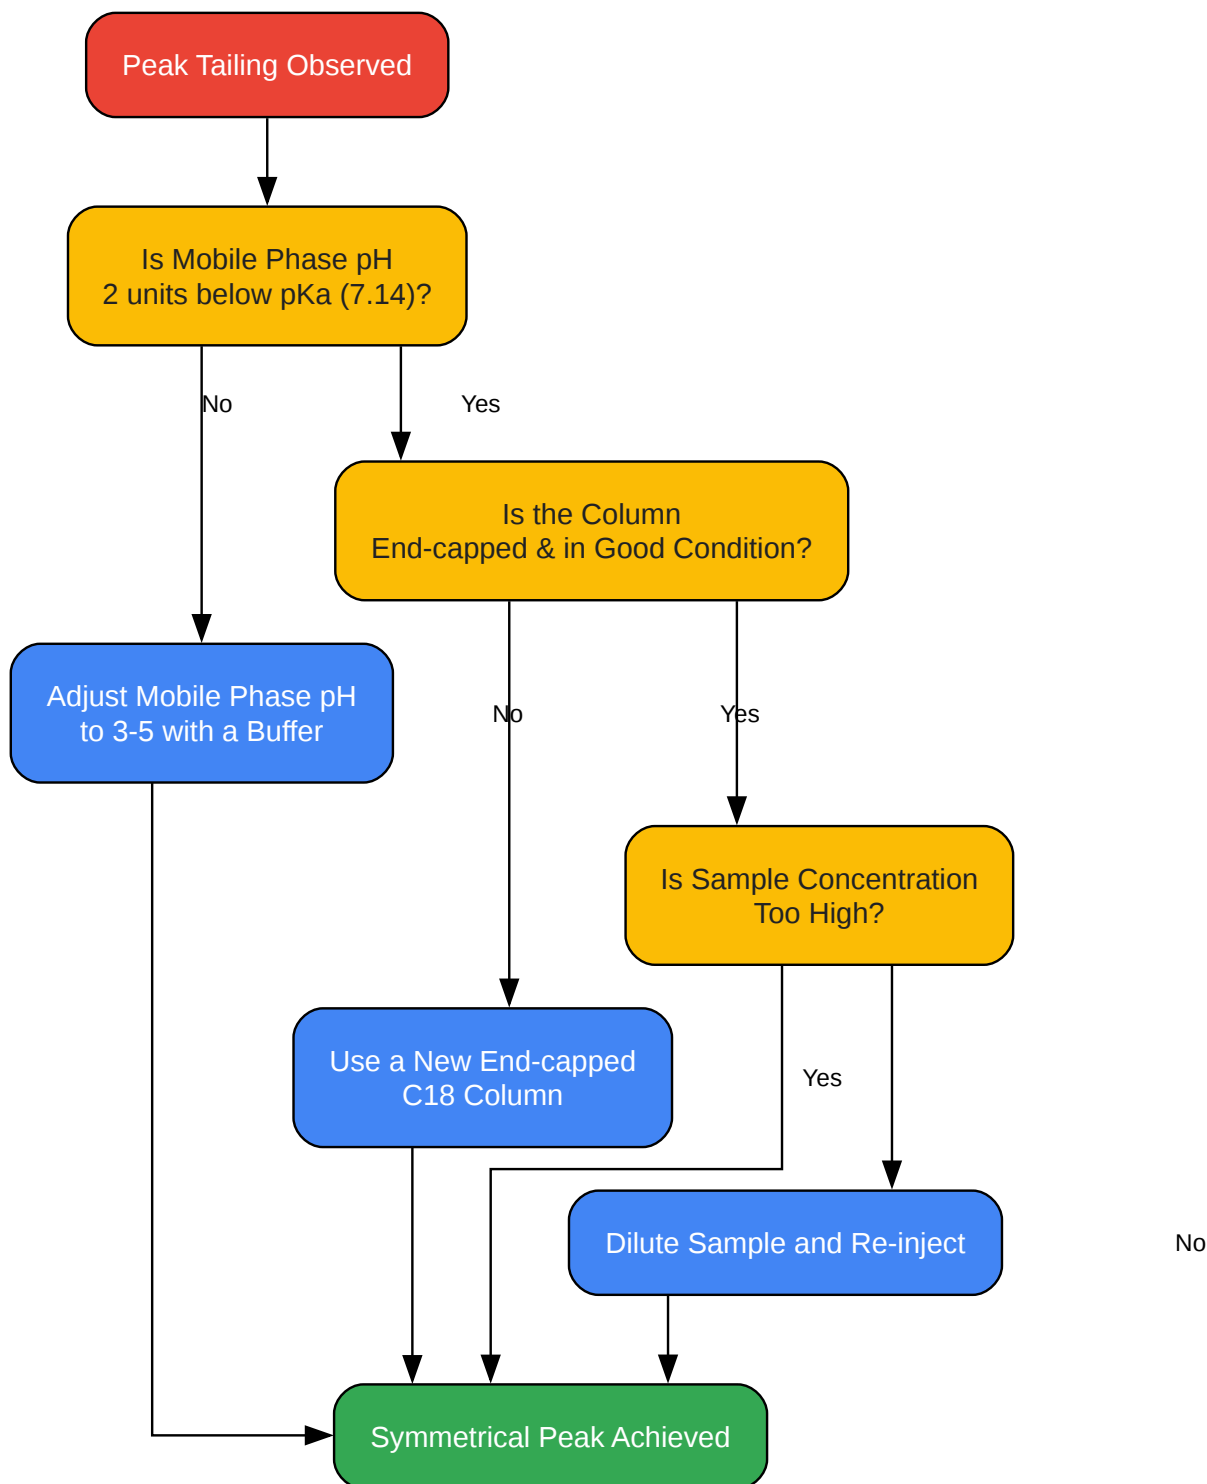 Peak Tailing Observed
Is Mobile Phase pH
2 units below pKa (7.14)?
No
Yes
Is the Column
End-capped & in Good Condition?
Adjust Mobile Phase pH
to 3-5 with a Buffer
No
Yes
Is Sample Concentration
Too High?
Use a New End-capped
C18 Column
Yes
Dilute Sample and Re-inject
No
Symmetrical Peak Achieved